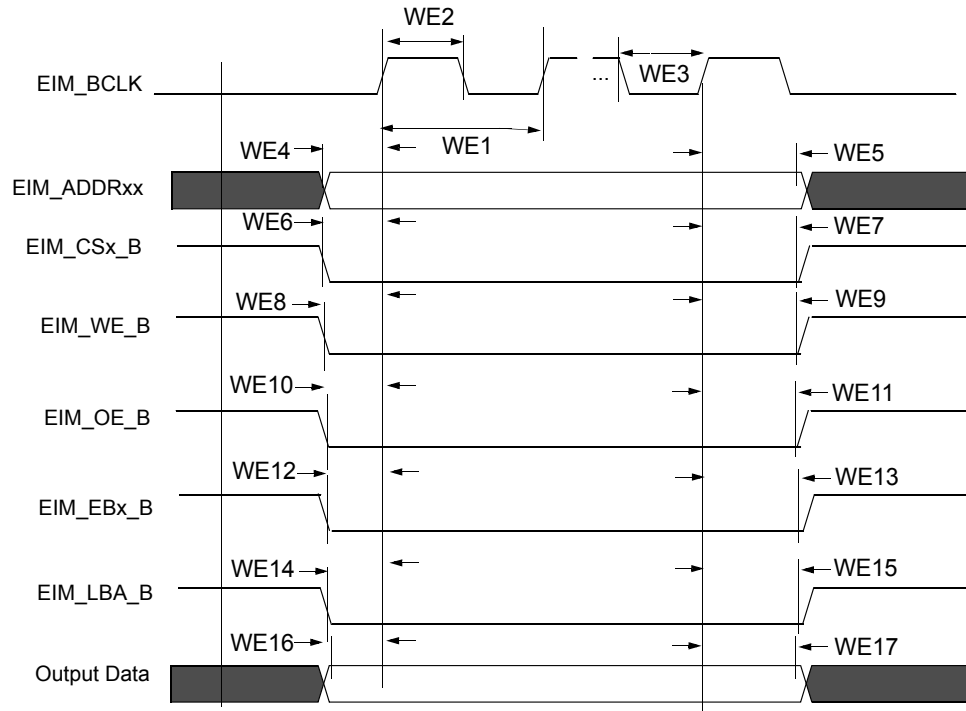 WE2
EIM_BCLK
...
WE3
WE4
WE1
WE5
EIM_ADDRxx
WE6
WE7
EIM_CSx_B
WE8
WE9
EIM_WE_B
WE10
WE11
EIM_OE_B
WE12
WE13
EIM_EBx_B
WE14
WE15
EIM_LBA_B
WE16
WE17
Output Data